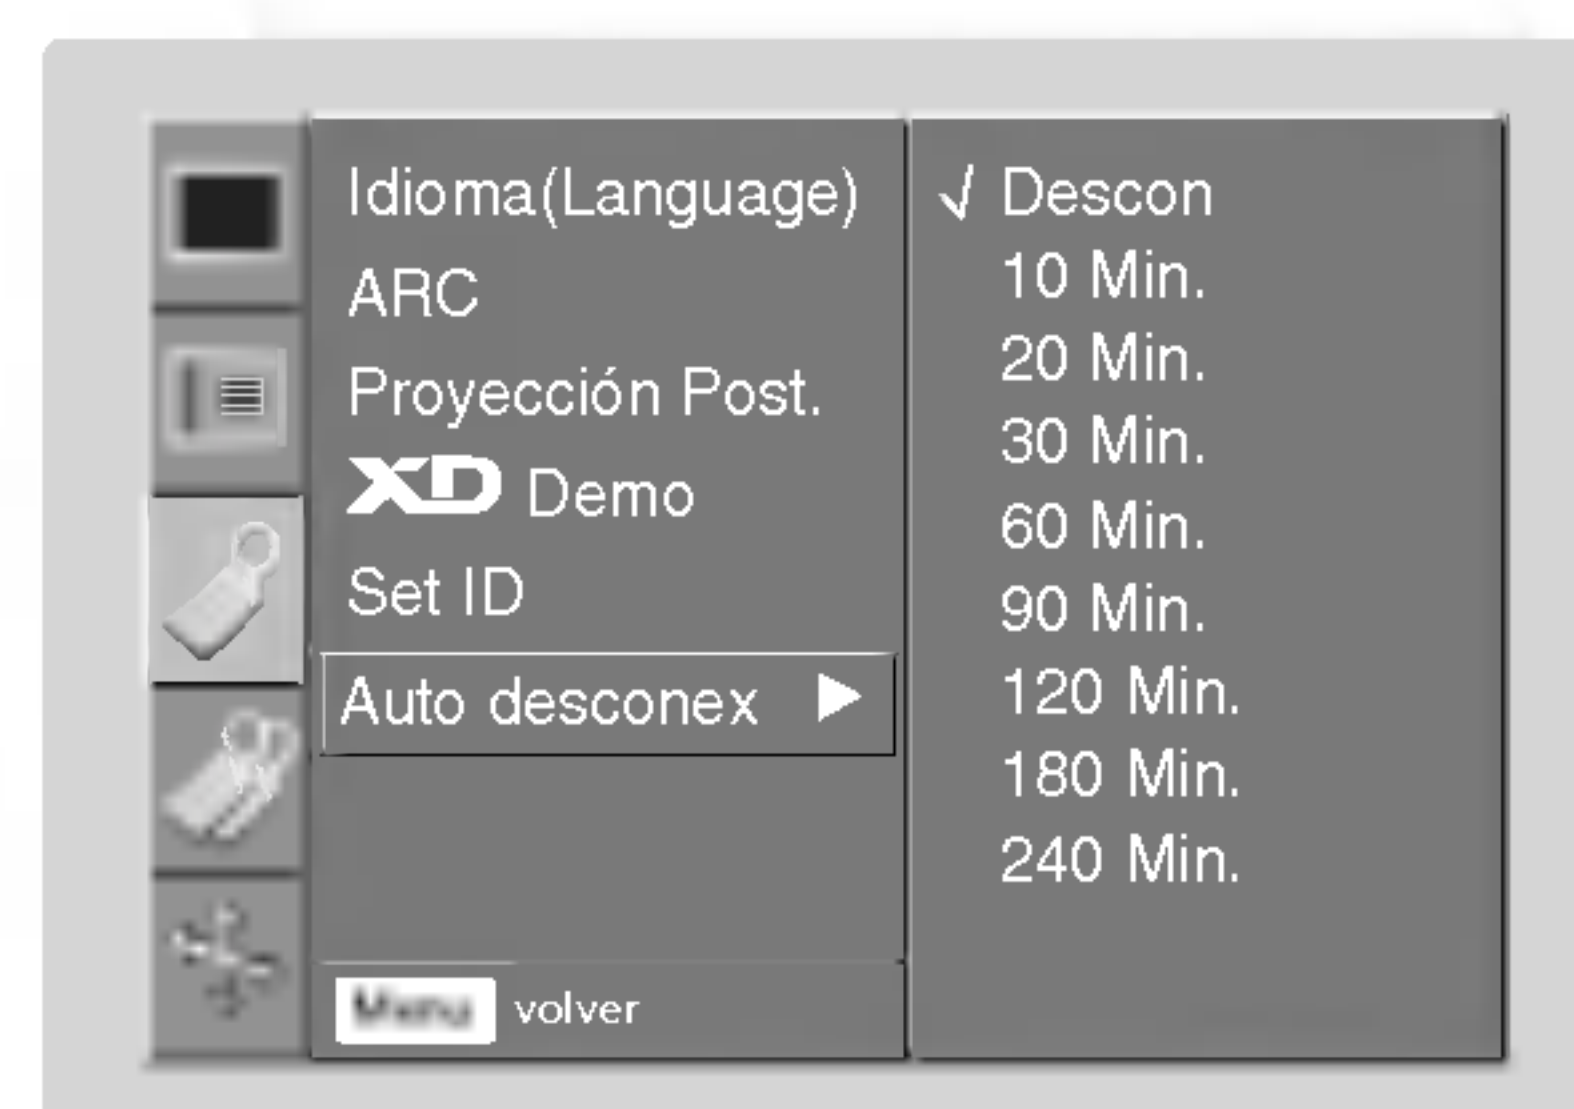 Idioma(Language)
ARC
Proyección Post.
XD Demo
Set ID
Auto desconex
Menu volver
√ Descon
10 Min.
20 Min.
30 Min.
60 Min.
90 Min.
120 Min.
180 Min.
240 Min.